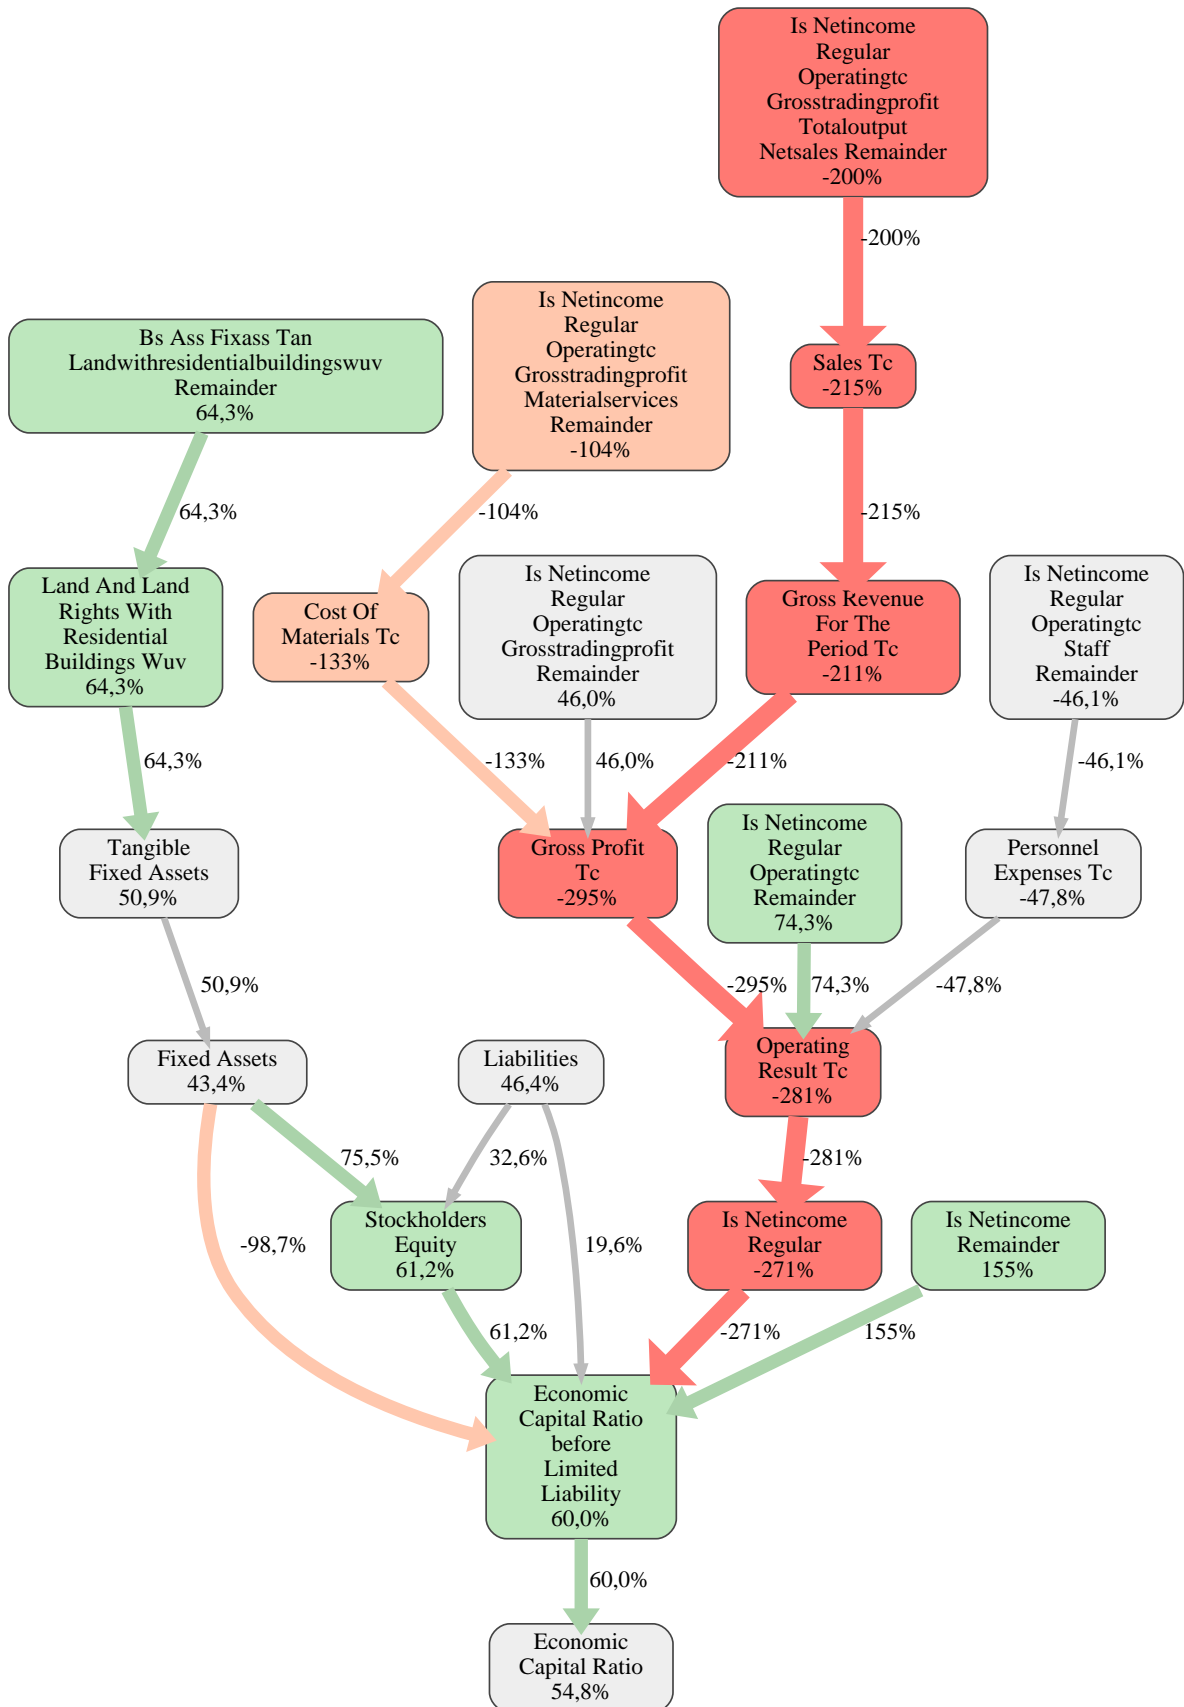 Is Netincome
Regular
Operatingtc
Grosstradingprofit
Totaloutput
Netsales Remainder
-200%
-200%
Bs Ass Fixass Tan
Landwithresidentialbuildingswuv
Remainder
64,3%
Is Netincome
Regular
Operatingtc
Grosstradingprofit
Materialservices
Remainder
-104%
Sales Tc
-215%
64,3%
-104%
-215%
Land And Land
Rights With
Residential
Buildings Wuv
64,3%
Cost Of
Materials Tc
-133%
Is Netincome
Regular
Operatingtc
Grosstradingprofit
Remainder
46,0%
Gross Revenue
For The
Period Tc
-211%
Is Netincome
Regular
Operatingtc
Staff
Remainder
-46,1%
64,3%
-133%
46,0%
-211%
-46,1%
Tangible
Fixed Assets
50,9%
Gross Profit
Tc
-295%
Is Netincome
Regular
Operatingtc
Remainder
74,3%
Personnel
Expenses Tc
-47,8%
50,9%
-295%
74,3%
-47,8%
Fixed Assets
43,4%
Liabilities
46,4%
Operating
Result Tc
-281%
75,5%
32,6%
-281%
-98,7%
Stockholders
Equity
61,2%
19,6%
Is Netincome
Regular
-271%
Is Netincome
Remainder
155%
61,2%
-271%
155%
Economic
Capital Ratio
before
Limited
Liability
60,0%
60,0%
Economic
Capital Ratio
54,8%